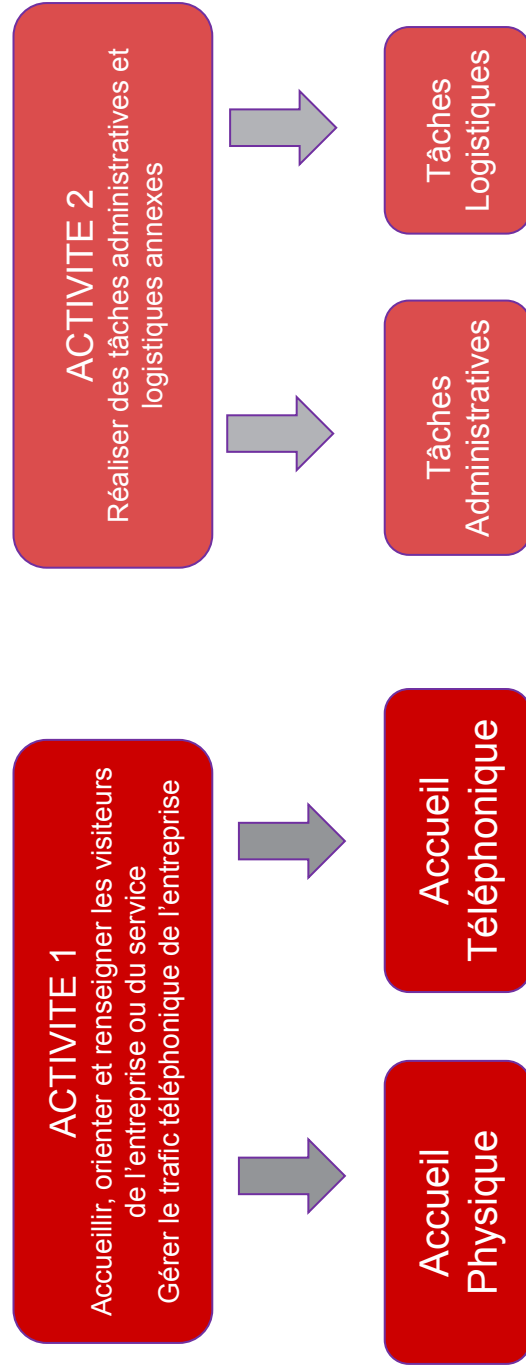 ACTIVITE 1
Accueillir, orienter et renseigner les visiteurs
de l'entreprise ou du service
Gérer le trafic téléphonique de l'entreprise
Accueil
Physique
Accueil
Téléphonique
ACTIVITE 2
Réaliser des tâches administratives et
logistiques annexes
Tâches
Administratives
Tâches
Logistiques